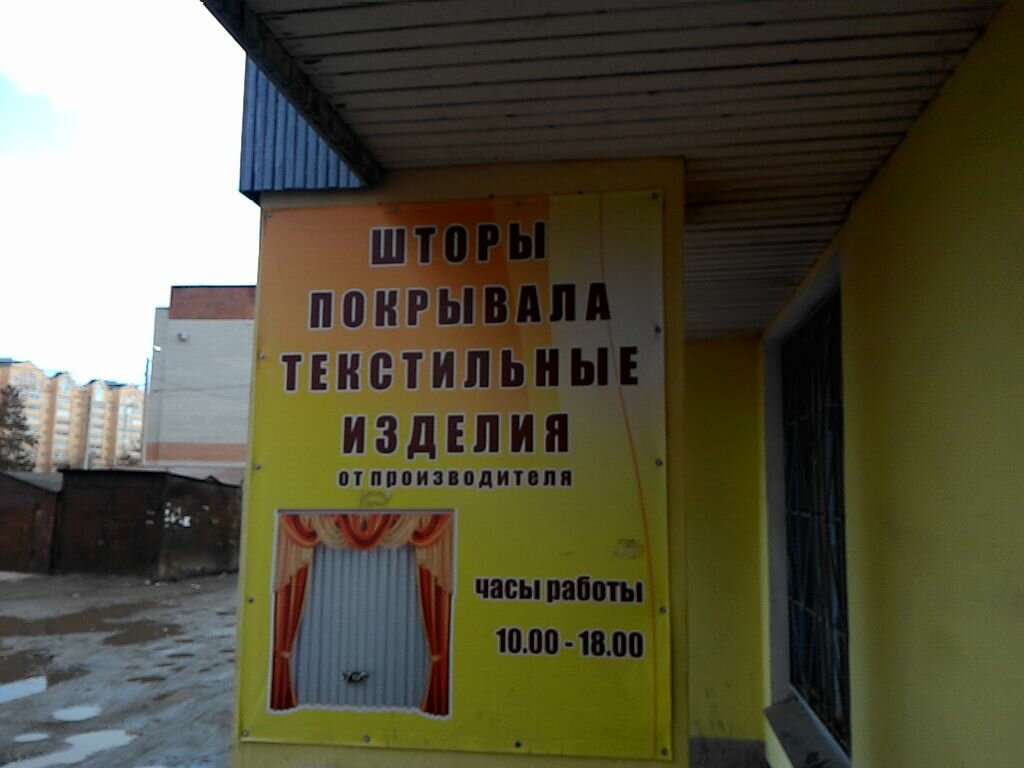 ШТОРЫ
ПОКРЫВАЛА
ТЕКСТИЛЬНЫЕ
ИЗДЕЛИЯ
от производителя
часы работы
10.00 - 18.00